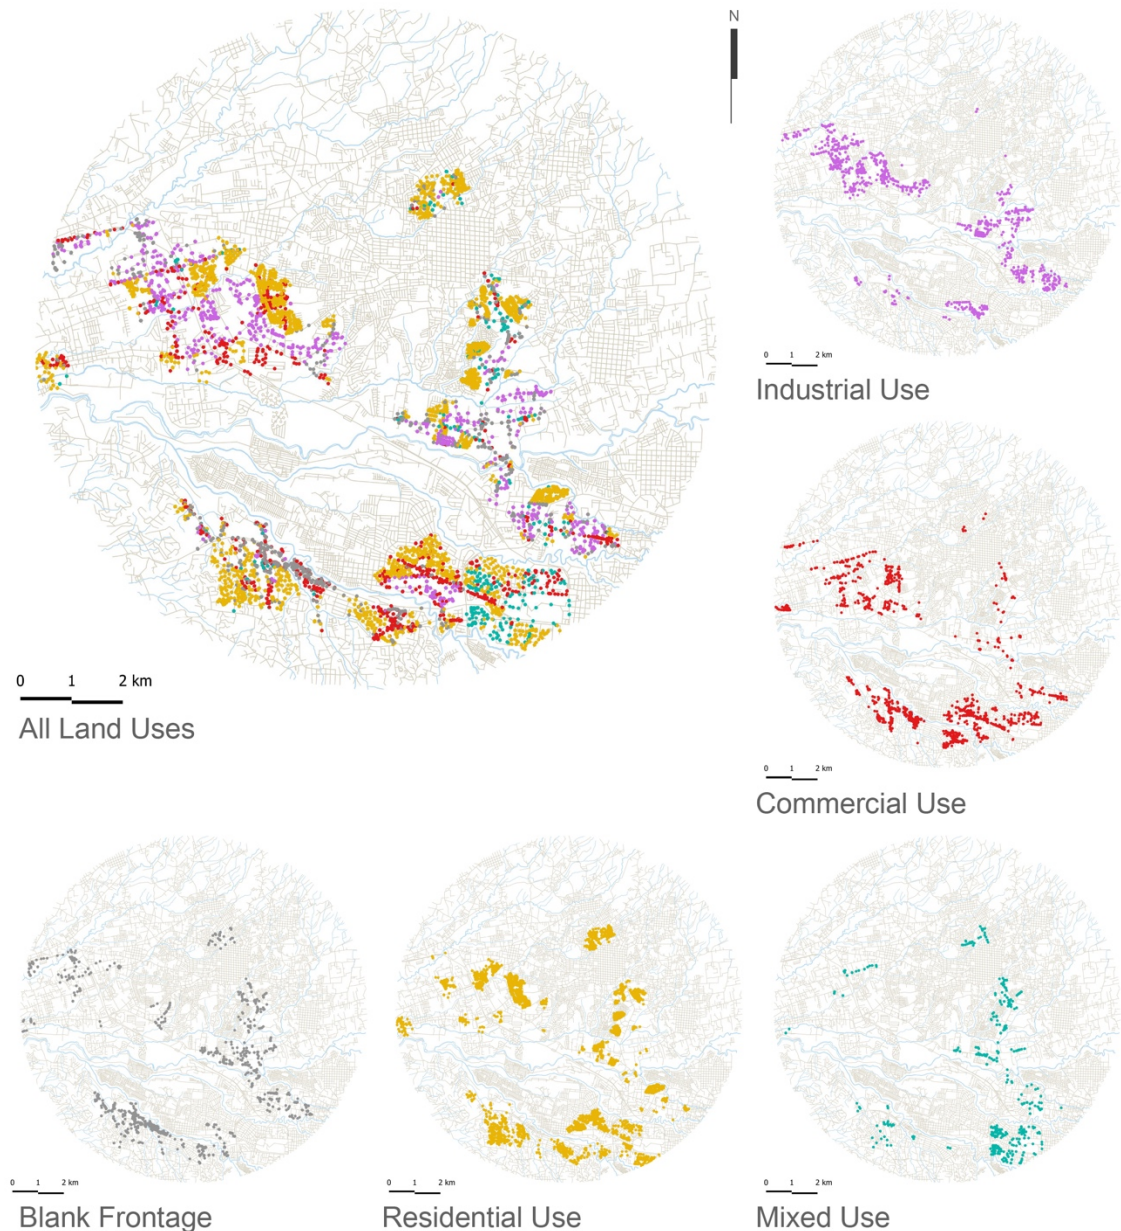 N
0 1 2 km
All Land Uses
0 1 2 km
Industrial Use
0 1 2 km
Commercial Use
0 1 2 km
Blank Frontage
0 1 2 km
Residential Use
0 1 2 km
Mixed Use